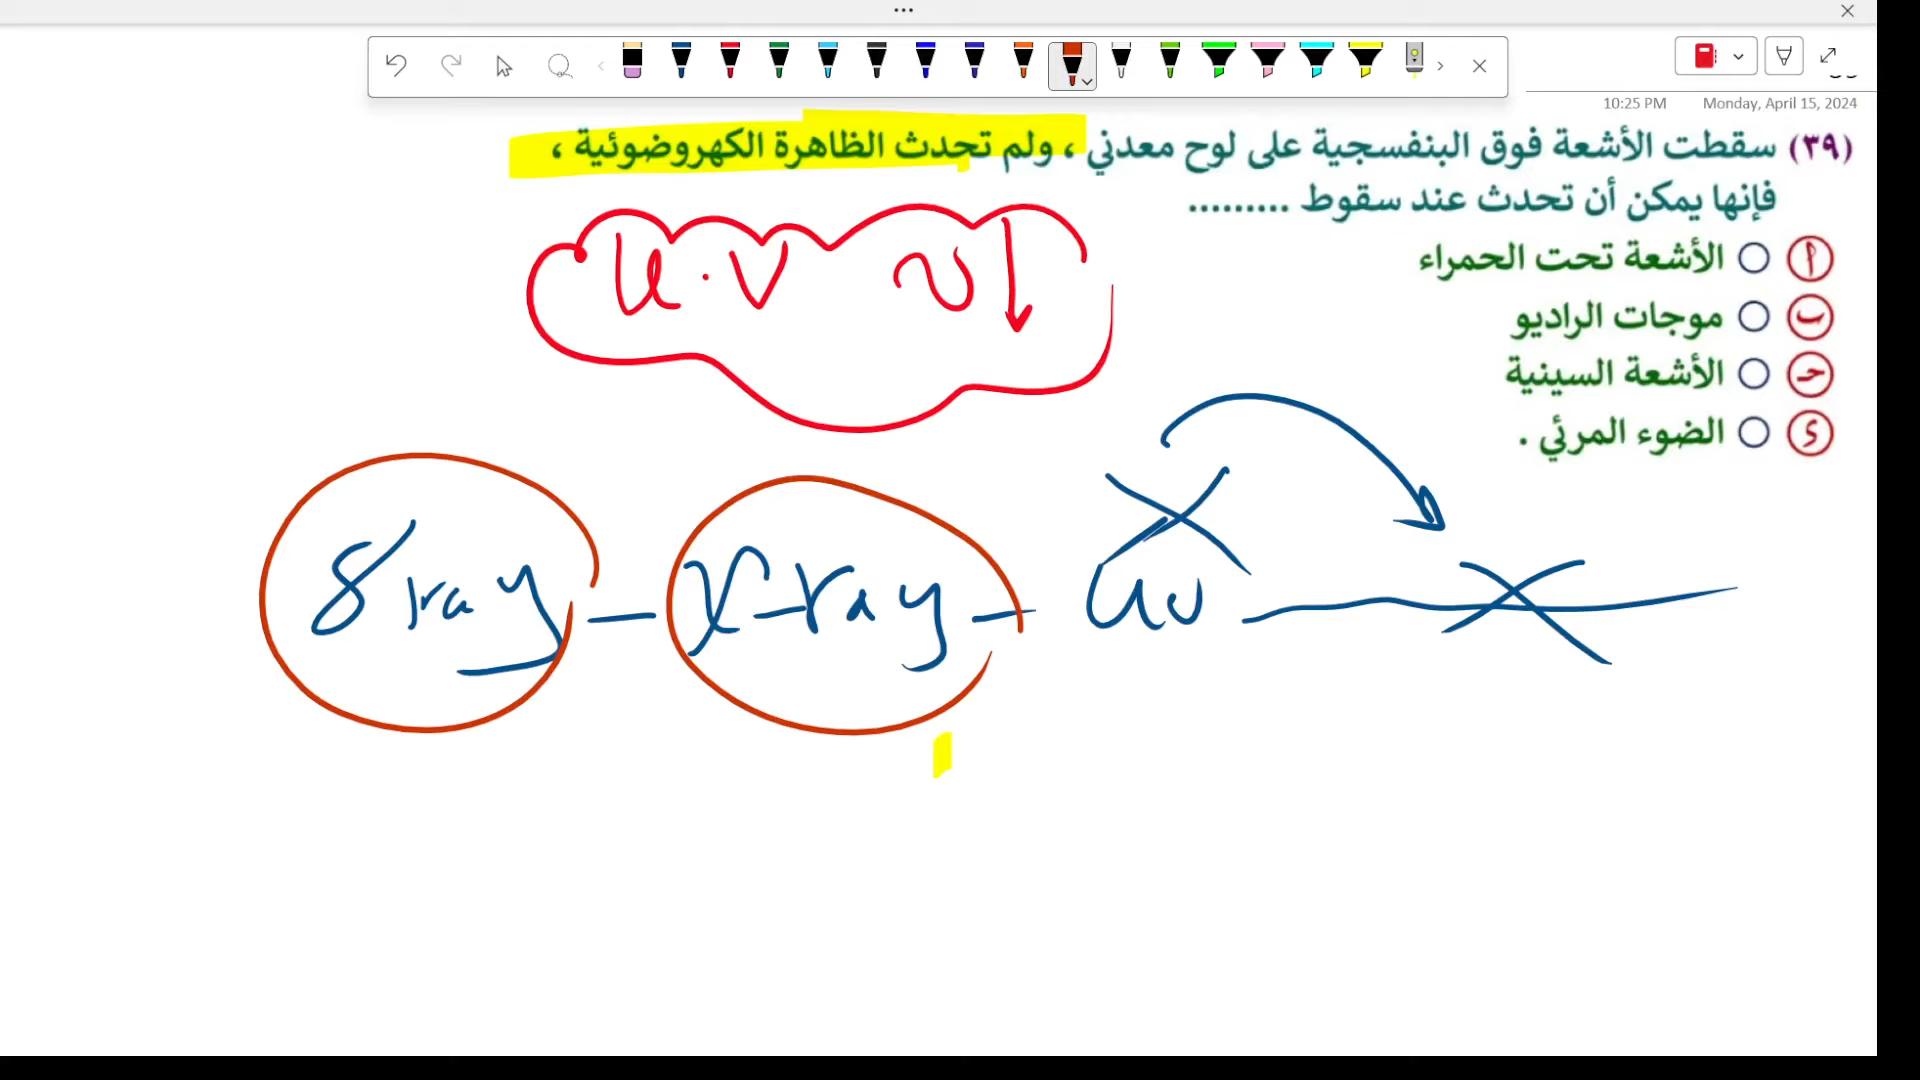 10:25 PM Monday, April 15, 2024
(٣٩) سقطت الأشعة فوق البنفسجية على لوح معدني ، ولم تحدث الظاهرة الكهروضوئية ،
فإنها يمكن أن تحدث عند سقوط .........
أ الأشعة تحت الحمراء
ب موجات الراديو
حـ الأشعة السينية
د الضوء المرئي .
u.v υ↓
γ ray – x-ray – uv